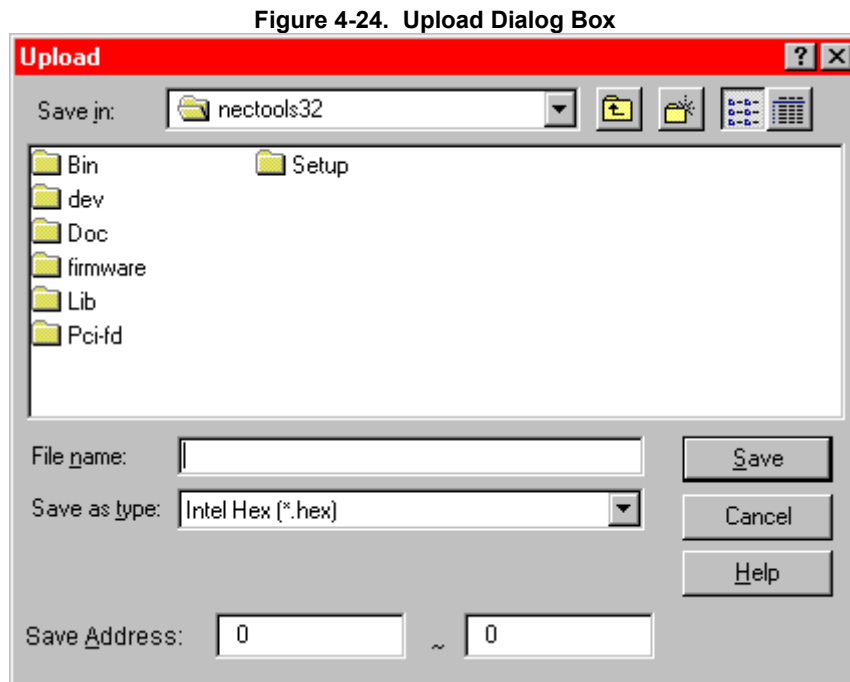 Figure 4-24. Upload Dialog Box
Upload
Save in: nectools32
Bin Setup
dev
Doc
firmware
Lib
Pci-fd
File name: Save
Save as type: Intel Hex (*.hex) Cancel
Help
Save Address: 0 ~ 0